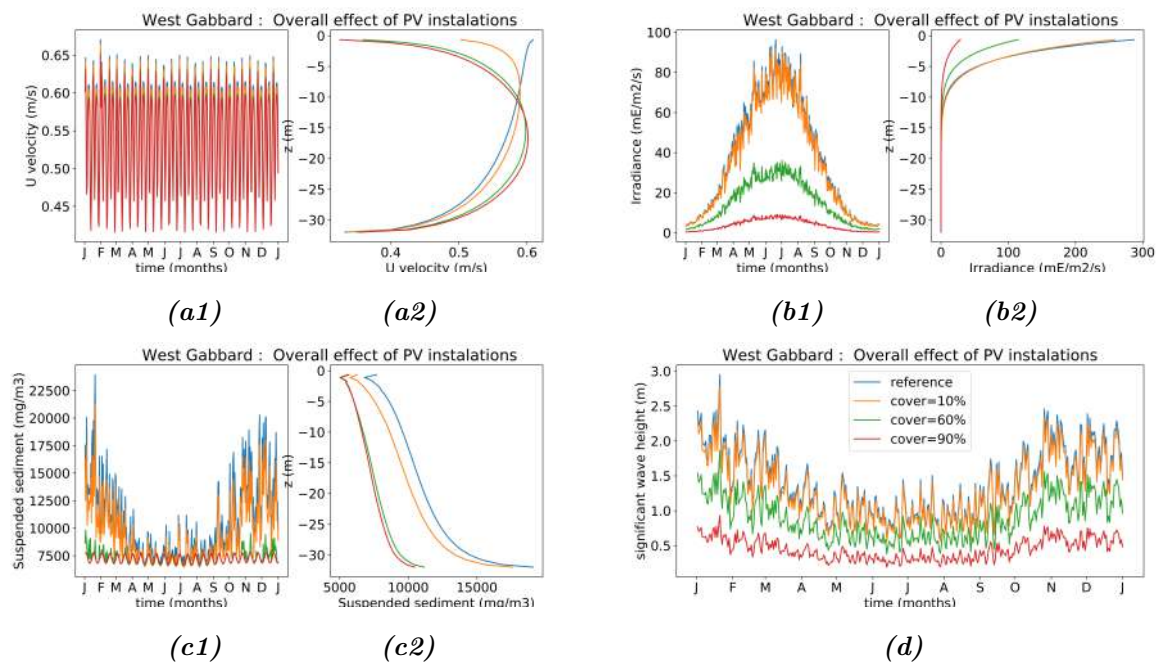 West Gabbard : Overall effect of PV instalations
U velocity (m/s)
0.65
0.60
0.55
0.50
0.45
J F M A M J J A S O N D J
time (months)
z (m)
0
−5
−10
−15
−20
−25
−30
0.4 0.5 0.6
U velocity (m/s)
(a1) (a2)
West Gabbard : Overall effect of PV instalations
Irradiance (mE/m2/s)
100
80
60
40
20
0
J F M A M J J A S O N D J
time (months)
z (m)
0
−5
−10
−15
−20
−25
−30
0 100 200 300
Irradiance (mE/m2/s)
(b1) (b2)
West Gabbard : Overall effect of PV instalations
Suspended sediment (mg/m3)
22500
20000
17500
15000
12500
10000
7500
J F M A M J J A S O N D J
time (months)
z (m)
0
−5
−10
−15
−20
−25
−30
5000 10000 15000
Suspended sediment (mg/m3)
(c1) (c2)
West Gabbard : Overall effect of PV instalations
significant wave height (m)
3.0
2.5
2.0
1.5
1.0
0.5
reference
cover=10%
cover=60%
cover=90%
J F M A M J J A S O N D J
time (months)
(d)